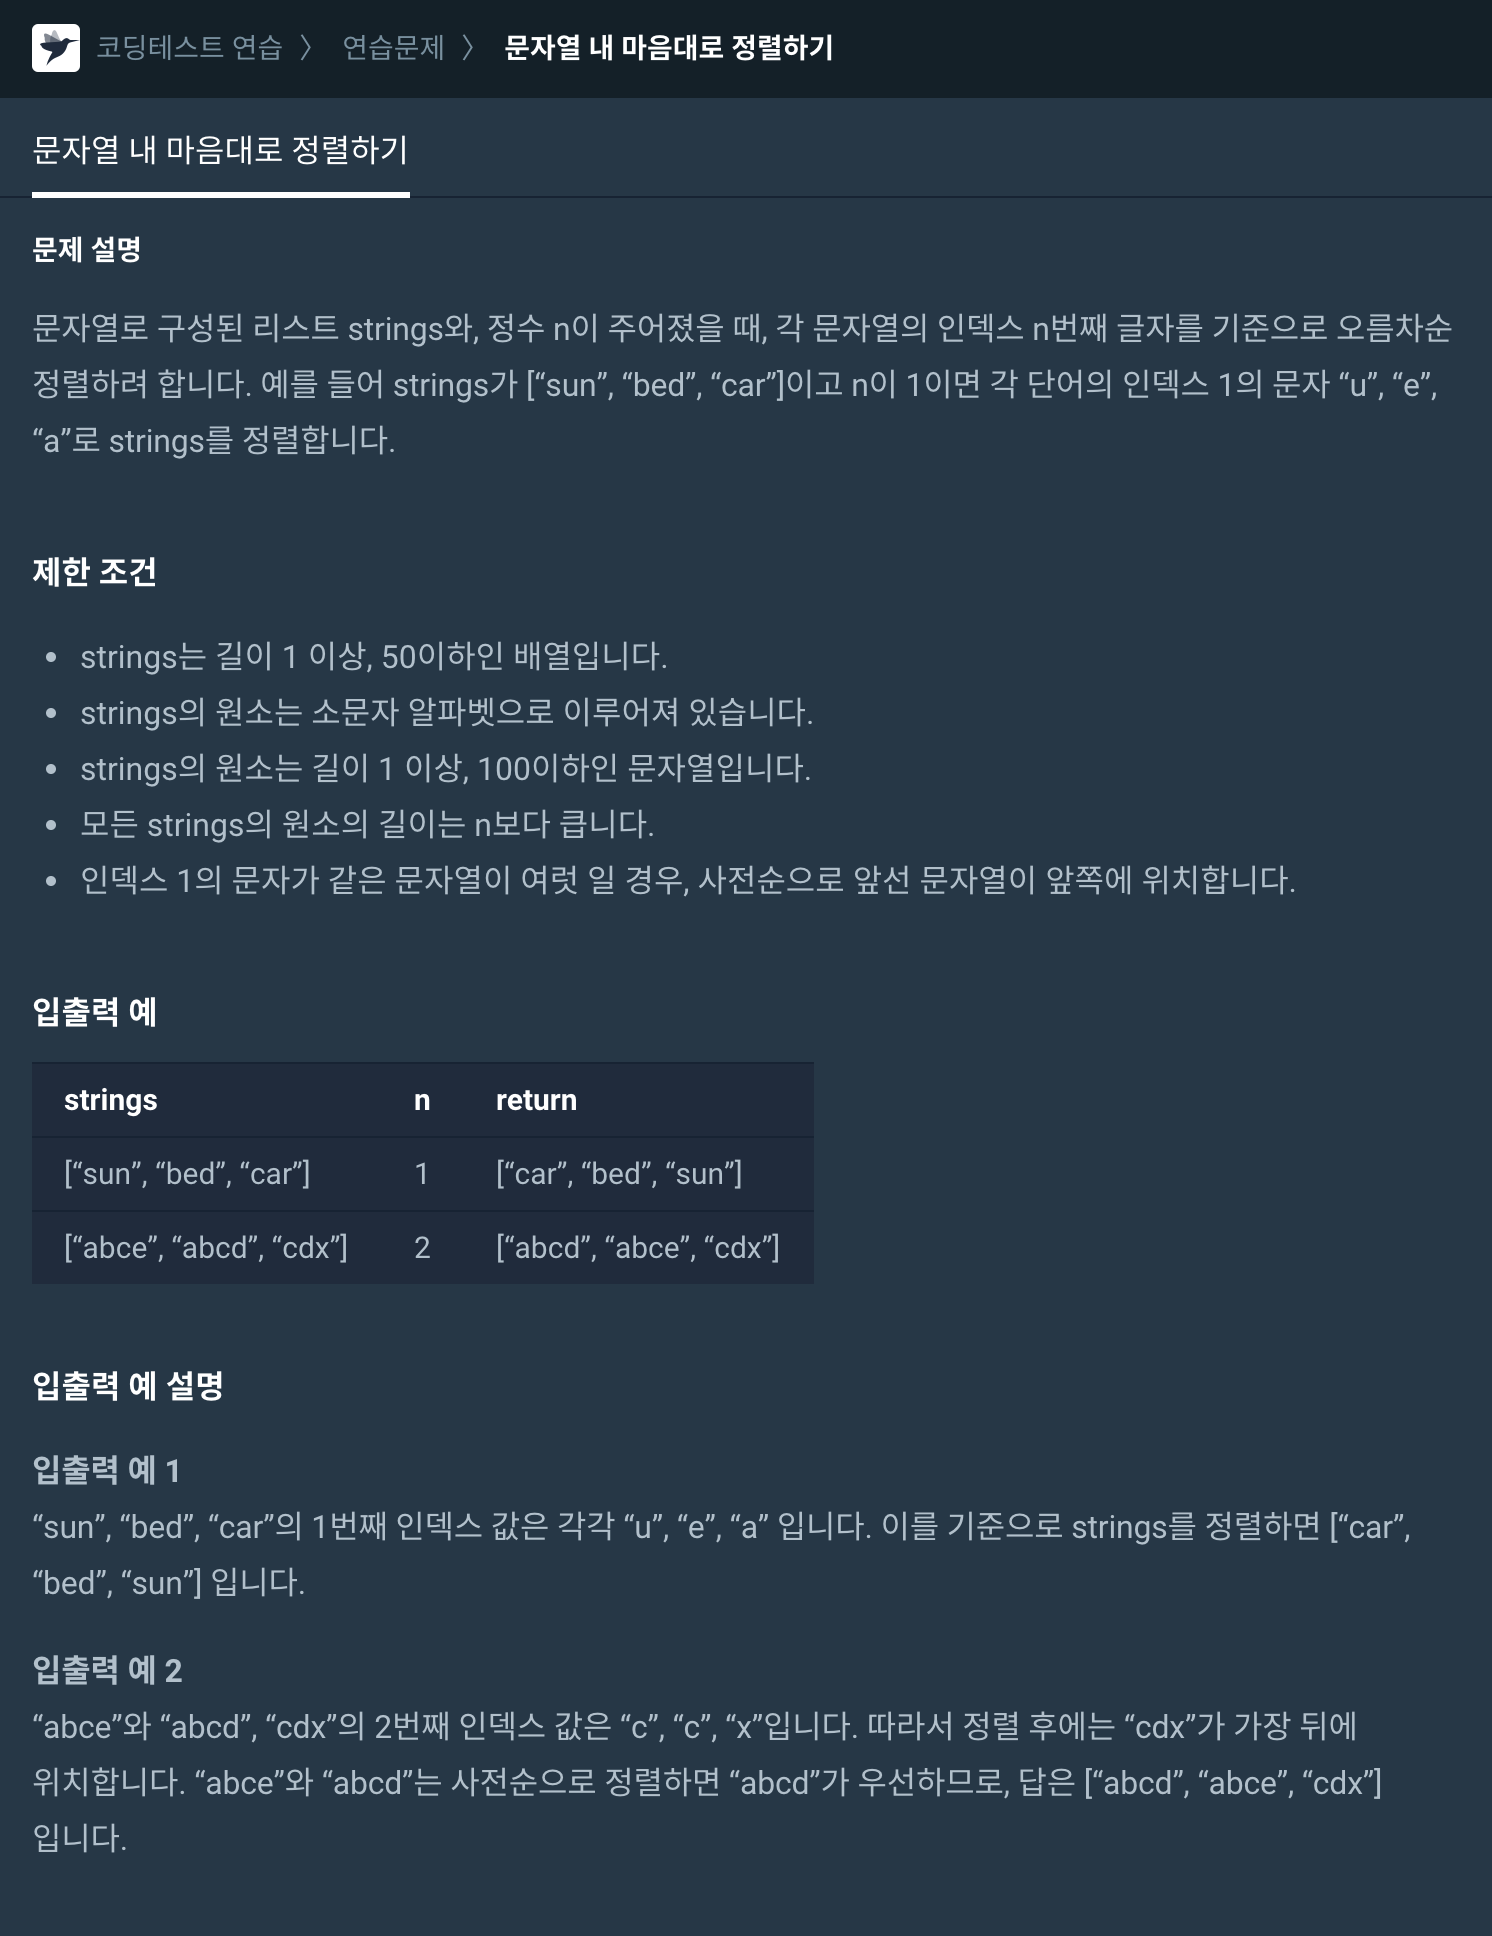 코딩테스트 연습 〉 연습문제 〉 문자열 내 마음대로 정렬하기
문자열 내 마음대로 정렬하기
문제 설명
문자열로 구성된 리스트 strings와, 정수 n이 주어졌을 때, 각 문자열의 인덱스 n번째 글자를 기준으로 오름차순
정렬하려 합니다. 예를 들어 strings가 [“sun”, “bed”, “car”]이고 n이 1이면 각 단어의 인덱스 1의 문자 “u”, “e”,
“a”로 strings를 정렬합니다.
제한 조건
• strings는 길이 1 이상, 50이하인 배열입니다.
• strings의 원소는 소문자 알파벳으로 이루어져 있습니다.
• strings의 원소는 길이 1 이상, 100이하인 문자열입니다.
• 모든 strings의 원소의 길이는 n보다 큽니다.
• 인덱스 1의 문자가 같은 문자열이 여럿 일 경우, 사전순으로 앞선 문자열이 앞쪽에 위치합니다.
입출력 예
strings n return
[“sun”, “bed”, “car”] 1 [“car”, “bed”, “sun”]
[“abce”, “abcd”, “cdx”] 2 [“abcd”, “abce”, “cdx”]
입출력 예 설명
입출력 예 1
“sun”, “bed”, “car”의 1번째 인덱스 값은 각각 “u”, “e”, “a” 입니다. 이를 기준으로 strings를 정렬하면 [“car”,
“bed”, “sun”] 입니다.
입출력 예 2
“abce”와 “abcd”, “cdx”의 2번째 인덱스 값은 “c”, “c”, “x”입니다. 따라서 정렬 후에는 “cdx”가 가장 뒤에
위치합니다. “abce”와 “abcd”는 사전순으로 정렬하면 “abcd”가 우선하므로, 답은 [“abcd”, “abce”, “cdx”]
입니다.